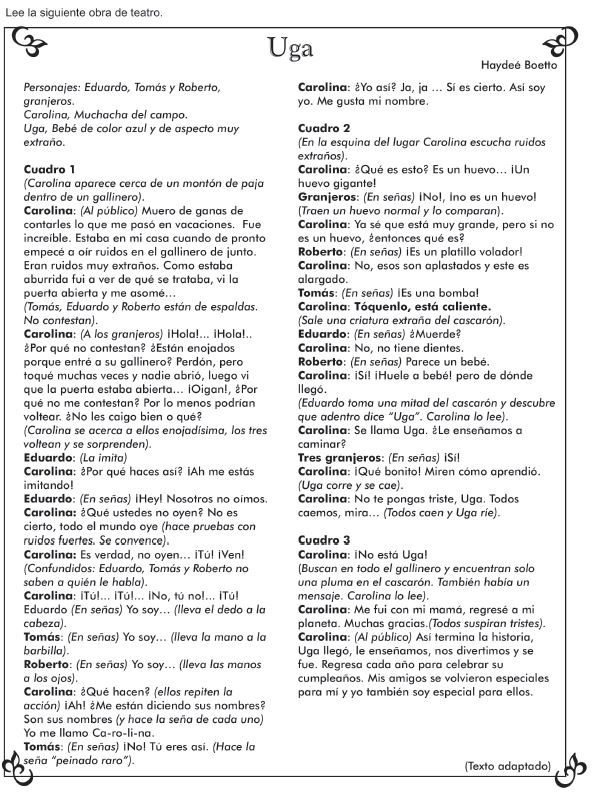 Lee la siguiente obra de teatro.
Uga
Haydeé Boetto
Personajes: Eduardo, Tomás y Roberto,
granjeros.
Carolina, Muchacha del campo.
Uga, Bebé de color azul y de aspecto muy
extraño.
Cuadro 1
(Carolina aparece cerca de un montón de paja
dentro de un gallinero).
Carolina: (Al público) Muero de ganas de
contarles lo que me pasó en vacaciones. Fue
increíble. Estaba en mi casa cuando de pronto
empecé a oír ruidos en el gallinero de junto.
Eran ruidos muy extraños. Como estaba
aburrida fui a ver de qué se trataba, vi la
puerta abierta y me asomé...
(Tomás, Eduardo y Roberto están de espaldas.
No contestan).
Carolina: (A los granjeros) ¡Hola!... ¡Hola!..
¿Por qué no contestan? ¿Están enojados
porque entré a su gallinero? Perdón, pero
toqué muchas veces y nadie abrió, luego vi
que la puerta estaba abierta... ¡Oigan!, ¿Por
qué no me contestan? Por lo menos podrían
voltear. ¿No les caigo bien o qué?
(Carolina se acerca a ellos enojadísima, los tres
voltean y se sorprenden).
Eduardo: (La imita)
Carolina: ¿Por qué haces así? ¡Ah me estás
imitando!
Eduardo: (En señas) ¡Hey! Nosotros no oímos.
Carolina: ¿Qué ustedes no oyen? No es
cierto, todo el mundo oye (hace pruebas con
ruidos fuertes. Se convence).
Carolina: Es verdad, no oyen... ¡Tú! ¡Ven!
(Confundidos: Eduardo, Tomás y Roberto no
saben a quién le habla).
Carolina: ¡Tú!... ¡Tú!... ¡No, tú no!... ¡Tú!
Eduardo (En señas) Yo soy... (lleva el dedo a la
cabeza).
Tomás: (En señas) Yo soy... (lleva la mano a la
barbilla).
Roberto: (En señas) Yo soy... (lleva las manos
a los ojos).
Carolina: ¿Qué hacen? (ellos repiten la
acción) ¡Ah! ¿Me están diciendo sus nombres?
Son sus nombres (y hace la seña de cada uno)
Yo me llamo Ca-ro-li-na.
Tomás: (En señas) ¡No! Tú eres así. (Hace la
seña “peinado raro”).
Carolina: ¿Yo así? Ja, ja ... Sí es cierto. Así soy
yo. Me gusta mi nombre.
Cuadro 2
(En la esquina del lugar Carolina escucha ruidos
extraños).
Carolina: ¿Qué es esto? Es un huevo... ¡Un
huevo gigante!
Granjeros: (En señas) ¡No!, ¡no es un huevo!
(Traen un huevo normal y lo comparan).
Carolina: Ya sé que está muy grande, pero si no
es un huevo, ¿entonces qué es?
Roberto: (En señas) ¡Es un platillo volador!
Carolina: No, esos son aplastados y este es
alargado.
Tomás: (En señas) ¡Es una bomba!
Carolina: Tóquenlo, está caliente.
(Sale una criatura extraña del cascarón).
Eduardo: (En señas) ¿Muerde?
Carolina: No, no tiene dientes.
Roberto: (En señas) Parece un bebé.
Carolina: ¡Sí! ¡Huele a bebé! pero de dónde
llegó.
(Eduardo toma una mitad del cascarón y descubre
que adentro dice “Uga”. Carolina lo lee).
Carolina: Se llama Uga. ¿Le enseñamos a
caminar?
Tres granjeros: (En señas) ¡Sí!
Carolina: ¡Qué bonito! Miren cómo aprendió.
(Uga corre y se cae).
Carolina: No te pongas triste, Uga. Todos
caemos, mira... (Todos caen y Uga ríe).
Cuadro 3
Carolina: ¡No está Uga!
(Buscan en todo el gallinero y encuentran solo
una pluma en el cascarón. También había un
mensaje. Carolina lo lee).
Carolina: Me fui con mi mamá, regresé a mi
planeta. Muchas gracias.(Todos suspiran tristes).
Carolina: (Al público) Así termina la historia,
Uga llegó, le enseñamos, nos divertimos y se
fue. Regresa cada año para celebrar su
cumpleaños. Mis amigos se volvieron especiales
para mí y yo también soy especial para ellos.
(Texto adaptado)